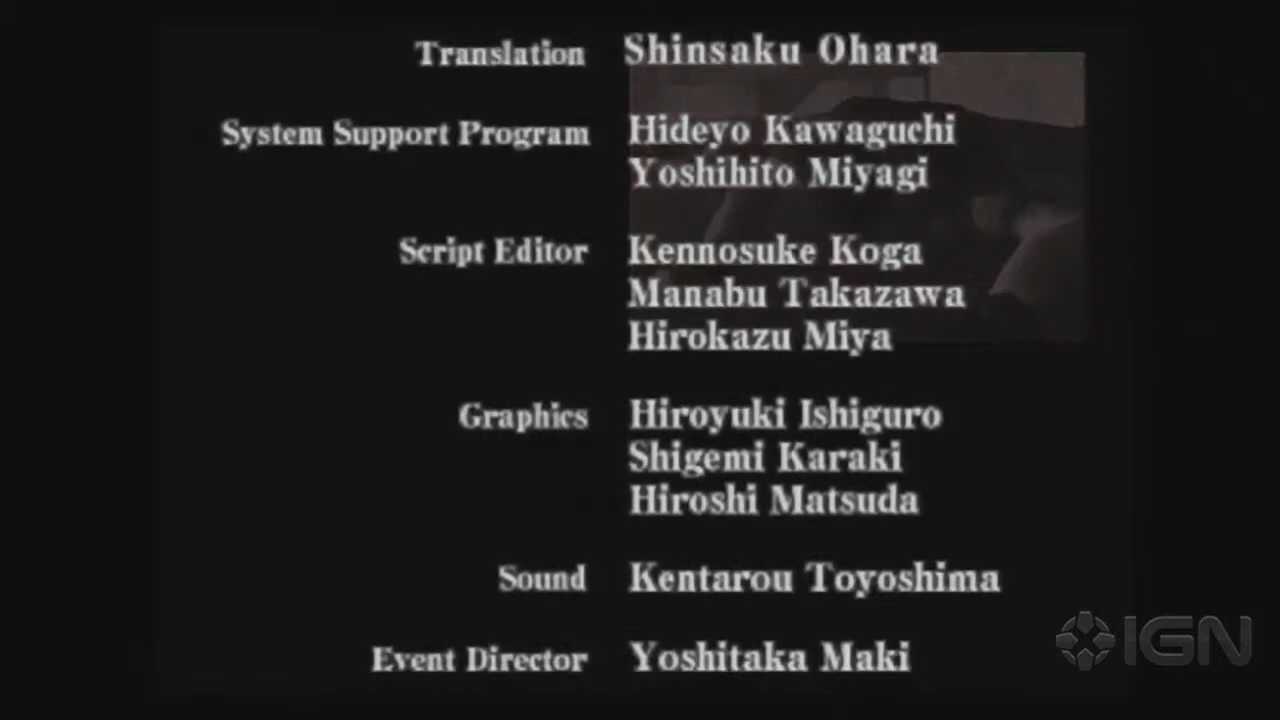 Translation Shinsaku Ohara
System Support Program Hideyo Kawaguchi
Yoshihito Miyagi
Script Editor Kennosuke Koga
Manabu Takazawa
Hirokazu Miya
Graphics Hiroyuki Ishiguro
Shigemi Karaki
Hiroshi Matsuda
Sound Kentarou Toyoshima
Event Director Yoshitaka Maki
IGN